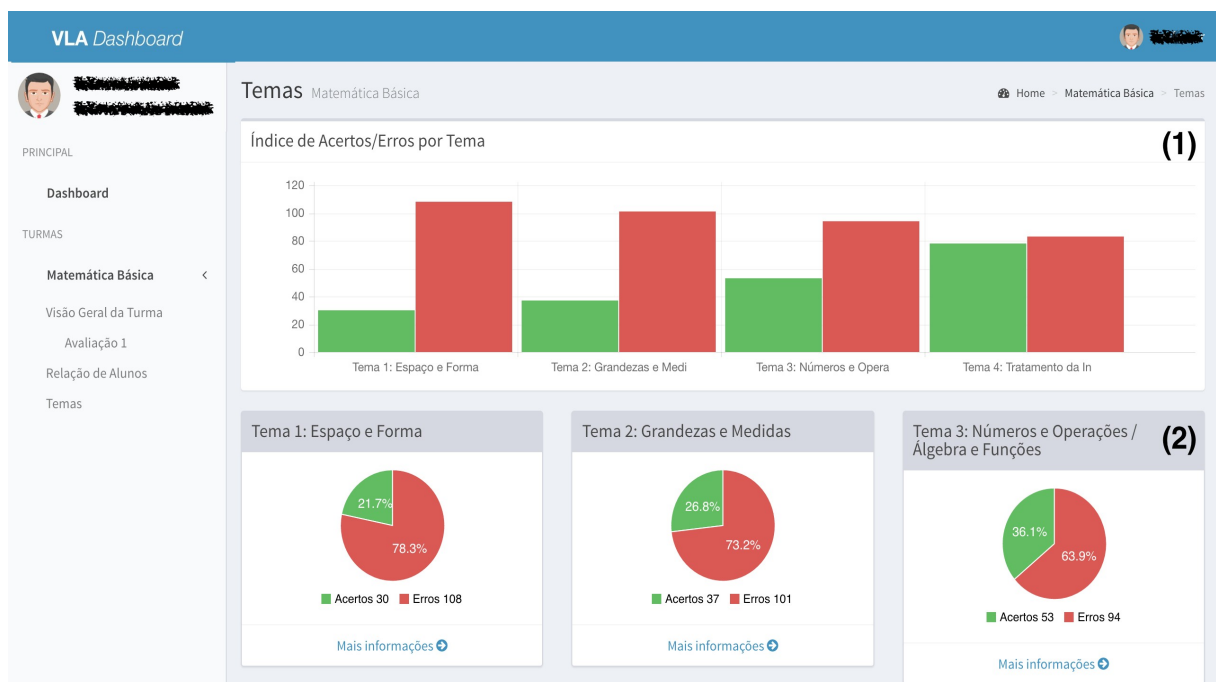 VLA Dashboard
PRINCIPAL
Dashboard
TURMAS
Matemática Básica <
Visão Geral da Turma
Avaliação 1
Relação de Alunos
Temas
Temas Matemática Básica
Home > Matemática Básica > Temas
Índice de Acertos/Erros por Tema
(1)
120
100
80
60
40
20
0
Tema 1: Espaço e Forma
Tema 2: Grandezas e Medi
Tema 3: Números e Opera
Tema 4: Tratamento da In
Tema 1: Espaço e Forma
21.7%
78.3%
Acertos 30 Erros 108
Mais informações
Tema 2: Grandezas e Medidas
26.8%
73.2%
Acertos 37 Erros 101
Mais informações
Tema 3: Números e Operações /
Álgebra e Funções
(2)
36.1%
63.9%
Acertos 53 Erros 94
Mais informações